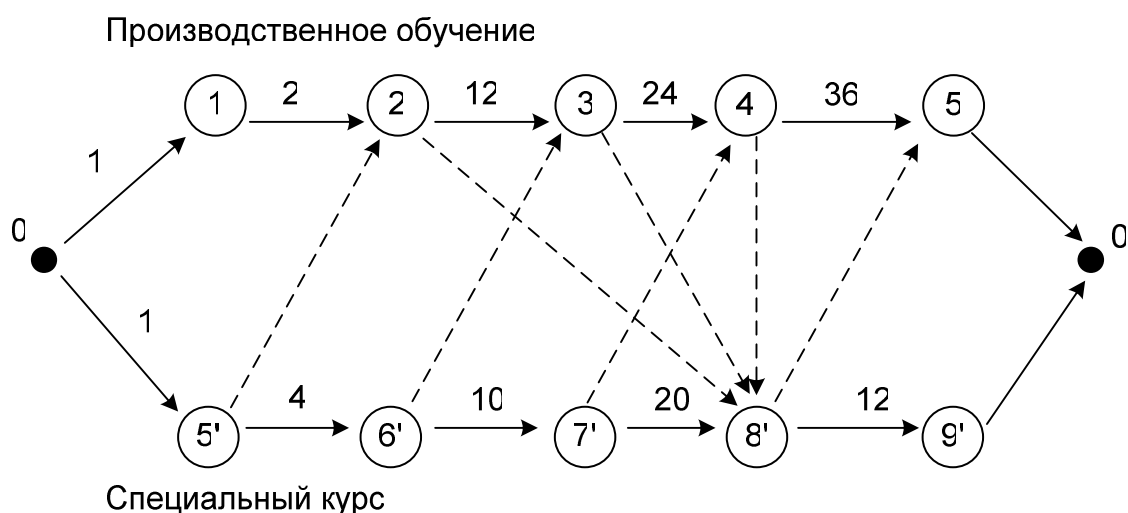 Производственное обучение
1 2 2 12 3 24 4 36 5
1
0 0
1
5' 4 6' 10 7' 20 8' 12 9'
Специальный курс